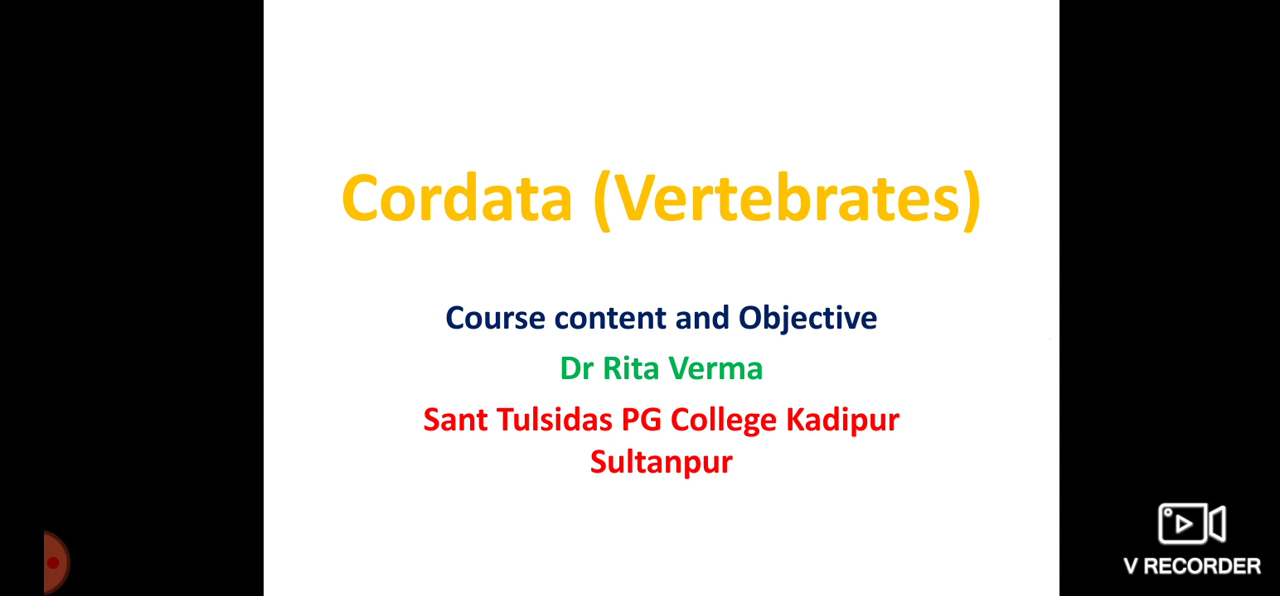 Cordata (Vertebrates)
Course content and Objective
Dr Rita Verma
Sant Tulsidas PG College Kadipur
Sultanpur
V RECORDER